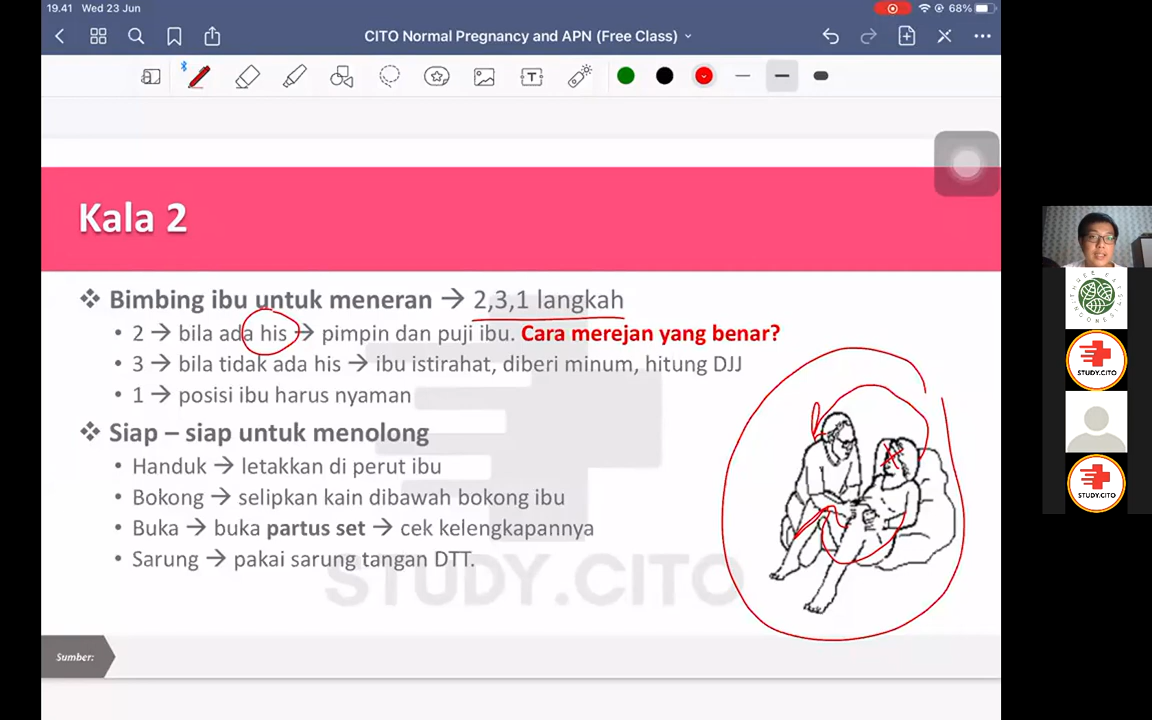 19.41 Wed 23 Jun
68%
CITO Normal Pregnancy and APN (Free Class)
Kala 2
❖ Bimbing ibu untuk meneran → 2,3,1 langkah
• 2 → bila ada his → pimpin dan puji ibu. Cara merejan yang benar?
• 3 → bila tidak ada his → ibu istirahat, diberi minum, hitung DJJ
• 1 → posisi ibu harus nyaman
❖ Siap – siap untuk menolong
• Handuk → letakkan di perut ibu
• Bokong → selipkan kain dibawah bokong ibu
• Buka → buka partus set → cek kelengkapannya
• Sarung → pakai sarung tangan DTT.
STUDY.CITO
Sumber:
STUDY.CITO
STUDY.CITO